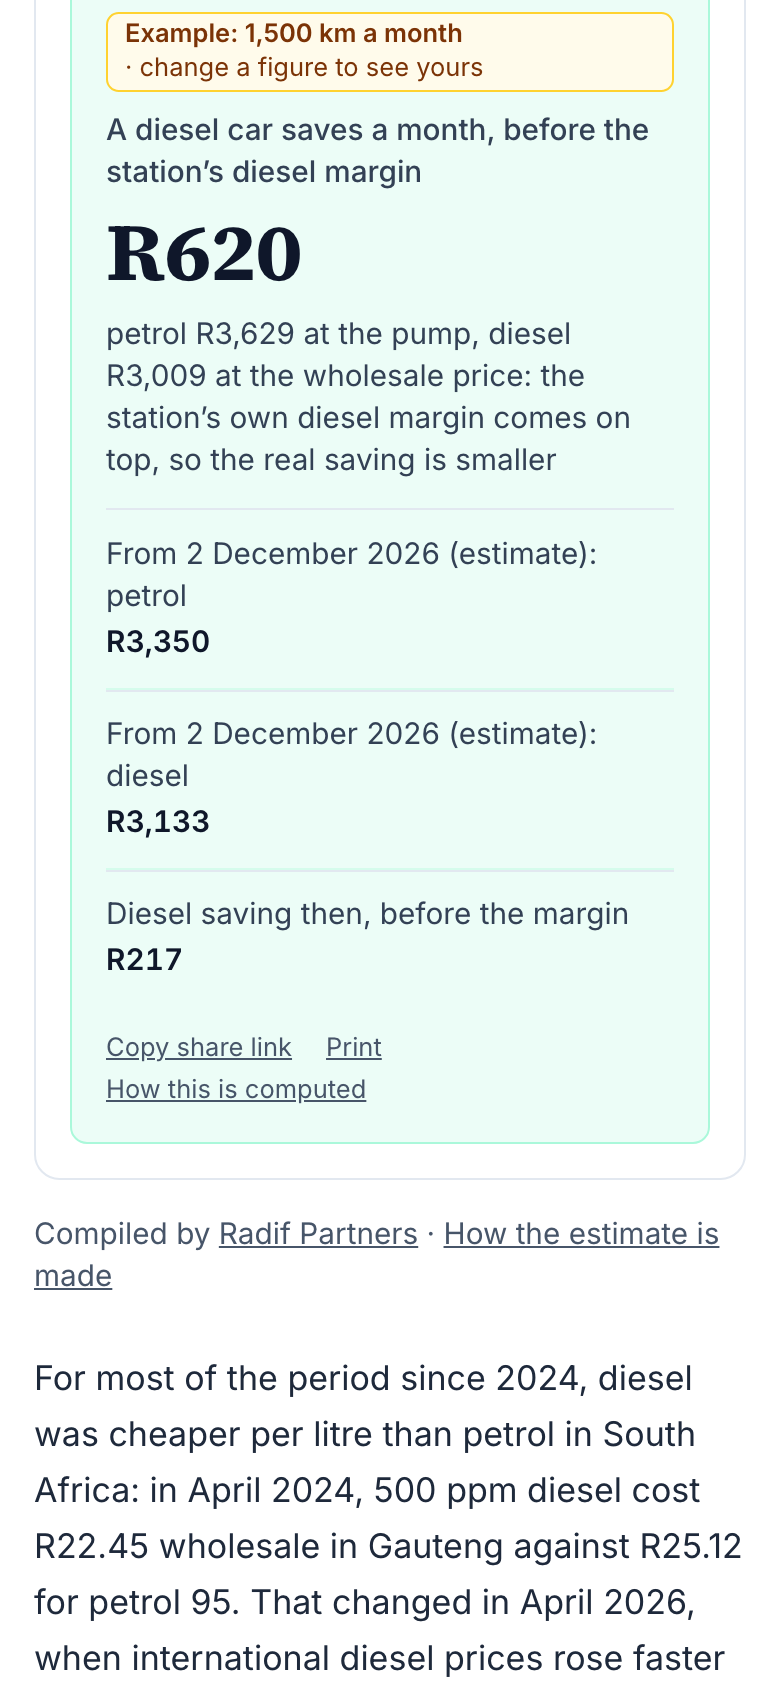 Example: 1,500 km a month
· change a figure to see yours
A diesel car saves a month, before the
station’s diesel margin
R620
petrol R3,629 at the pump, diesel
R3,009 at the wholesale price: the
station’s own diesel margin comes on
top, so the real saving is smaller
From 2 December 2026 (estimate):
petrol
R3,350
From 2 December 2026 (estimate):
diesel
R3,133
Diesel saving then, before the margin
R217
Copy share link Print
How this is computed
Compiled by Radif Partners · How the estimate is
made
For most of the period since 2024, diesel
was cheaper per litre than petrol in South
Africa: in April 2024, 500 ppm diesel cost
R22.45 wholesale in Gauteng against R25.12
for petrol 95. That changed in April 2026,
when international diesel prices rose faster